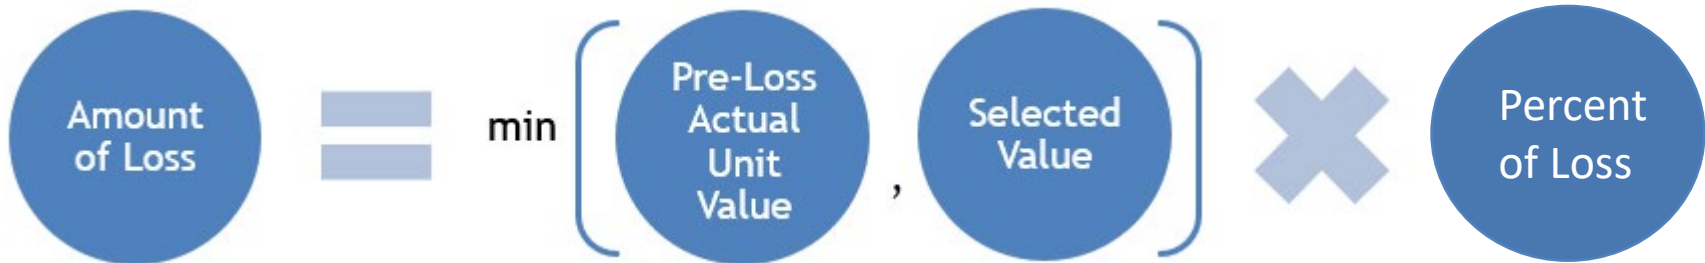 Amount
of Loss
min
Pre-Loss
Actual
Unit
Value
,
Selected
Value
Percent
of Loss